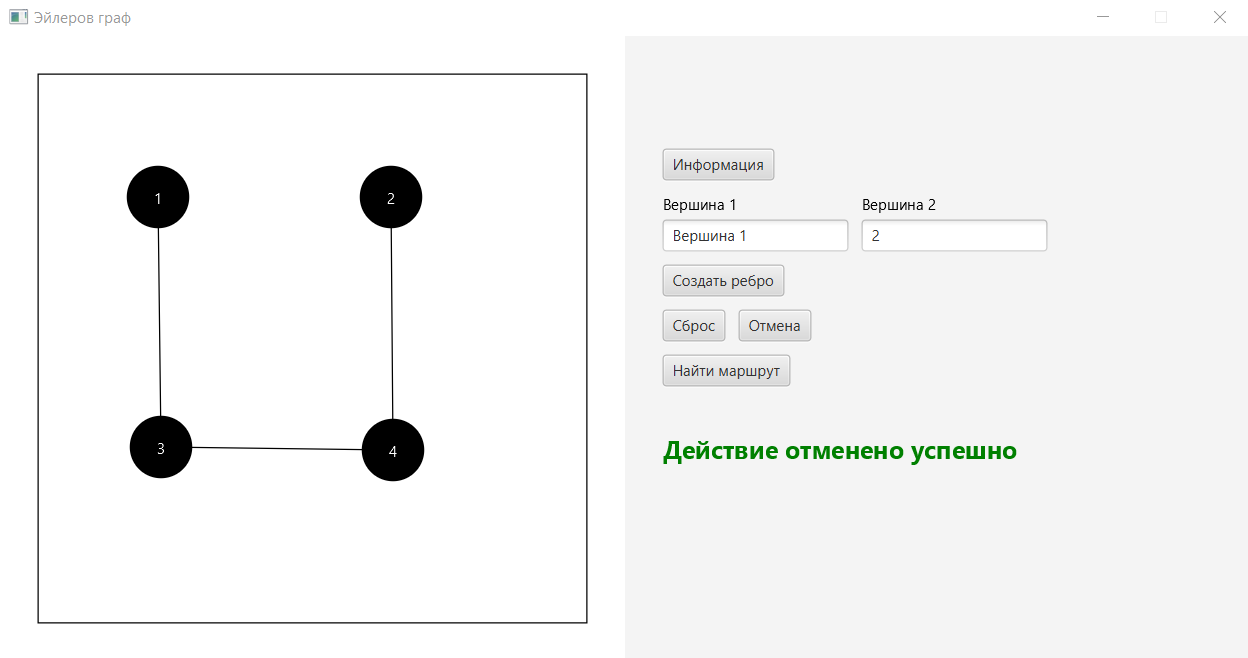 Эйлеров граф
1
2
3
4
Информация
Вершина 1 Вершина 2
Вершина 1 2
Создать ребро
Сброс Отмена
Найти маршрут
Действие отменено успешно